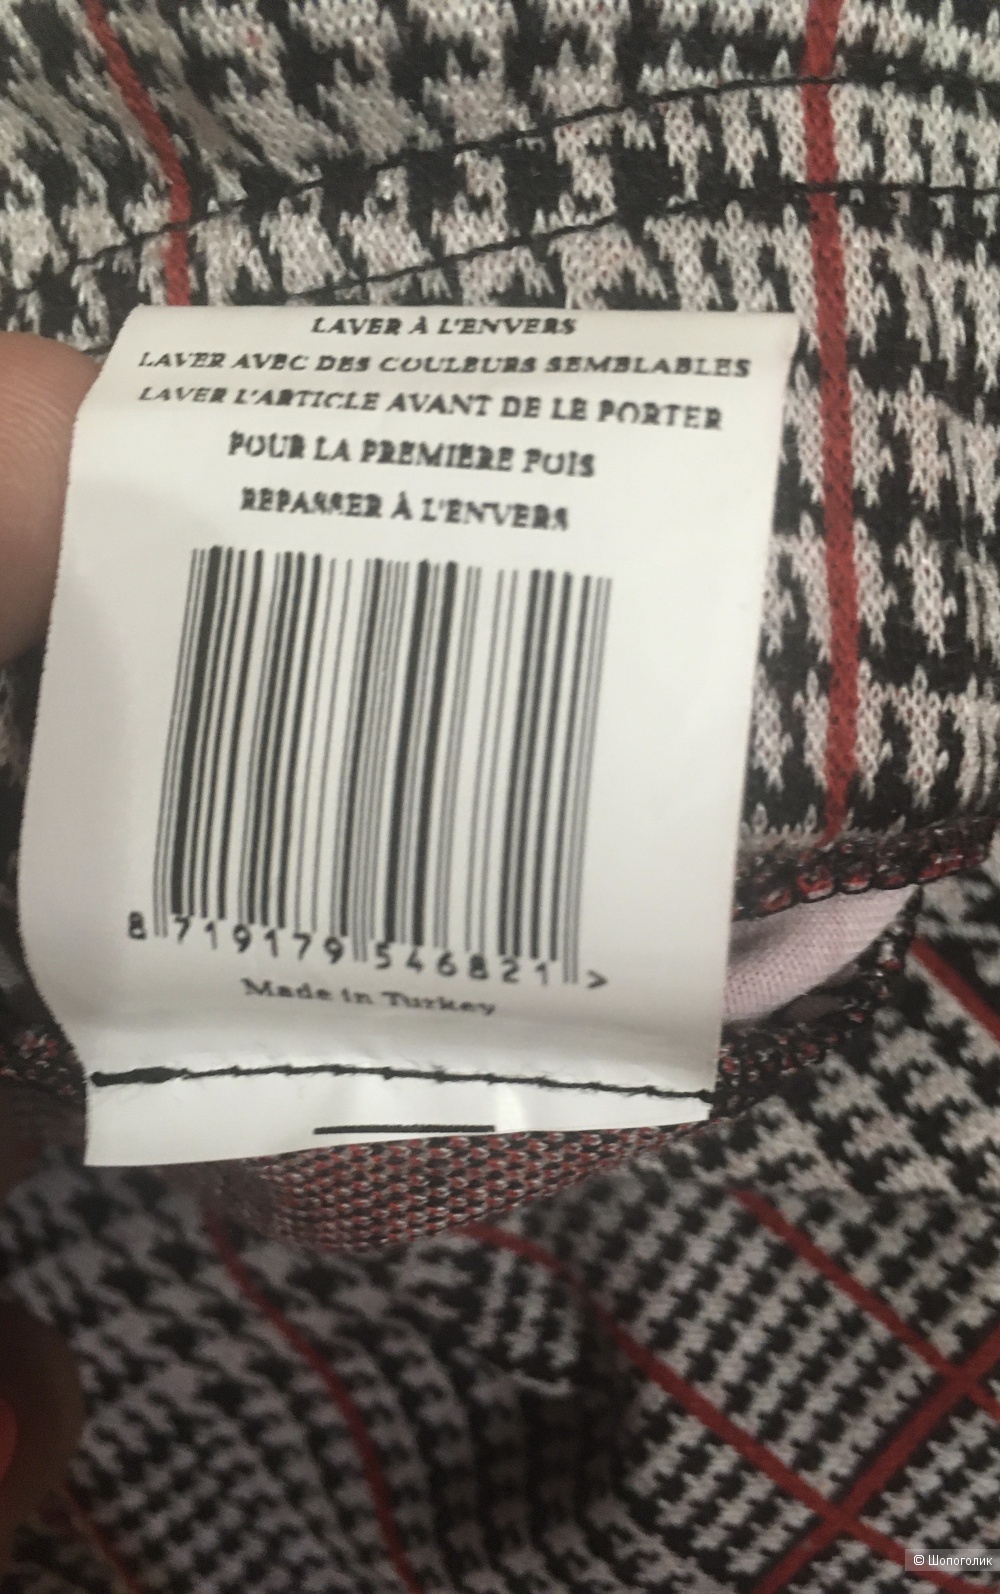 LAVER À L'ENVERS
LAVER AVEC DES COULEURS SEMBLABLES
LAVER L'ARTICLE AVANT DE LE PORTER
POUR LA PREMIERE FOIS
REPASSER À L'ENVERS
8 719179 546821 >
Made in Turkey
© Шопоголик